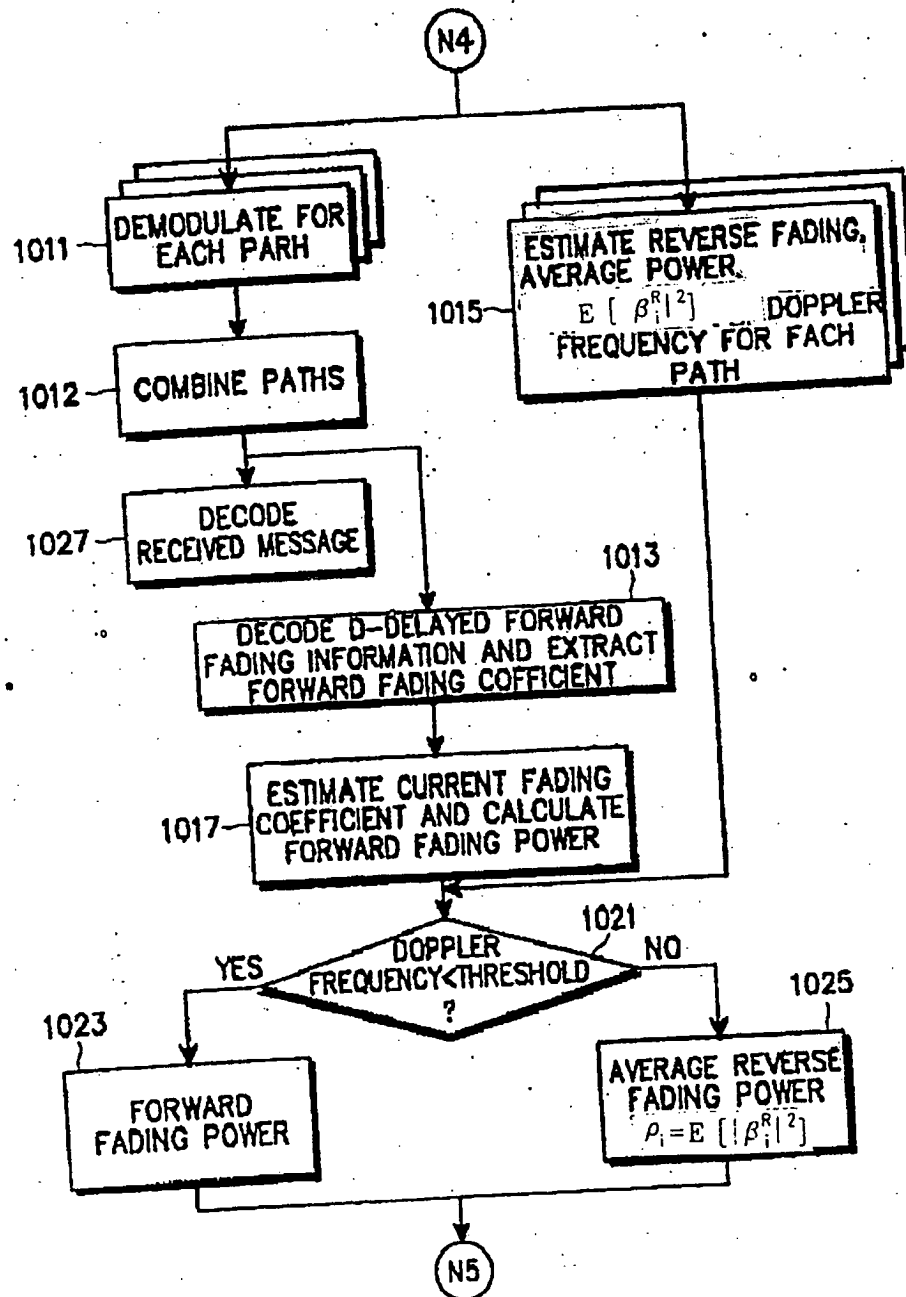 N4
1011
DEMODULATE FOR
EACH PARH
1015
ESTIMATE REVERSE FADING,
AVERAGE POWER,
E [ β_i^R|^2] DOPPLER
FREQUENCY FOR FACH
PATH
1012
COMBINE PATHS
1027
DECODE
RECEIVED MESSAGE
1013
DECODE D-DELAYED FORWARD
FADING INFORMATION AND EXTRACT
FORWARD FADING COFFICIENT
1017
ESTIMATE CURRENT FADING
COEFFICIENT AND CALCULATE
FORWARD FADING POWER
1021
DOPPLER
FREQUENCY<THRESHOLD
?
YES
NO
1023
FORWARD
FADING POWER
1025
AVERAGE REVERSE
FADING POWER
ρ_i=E [|β_i^R|^2]
N5